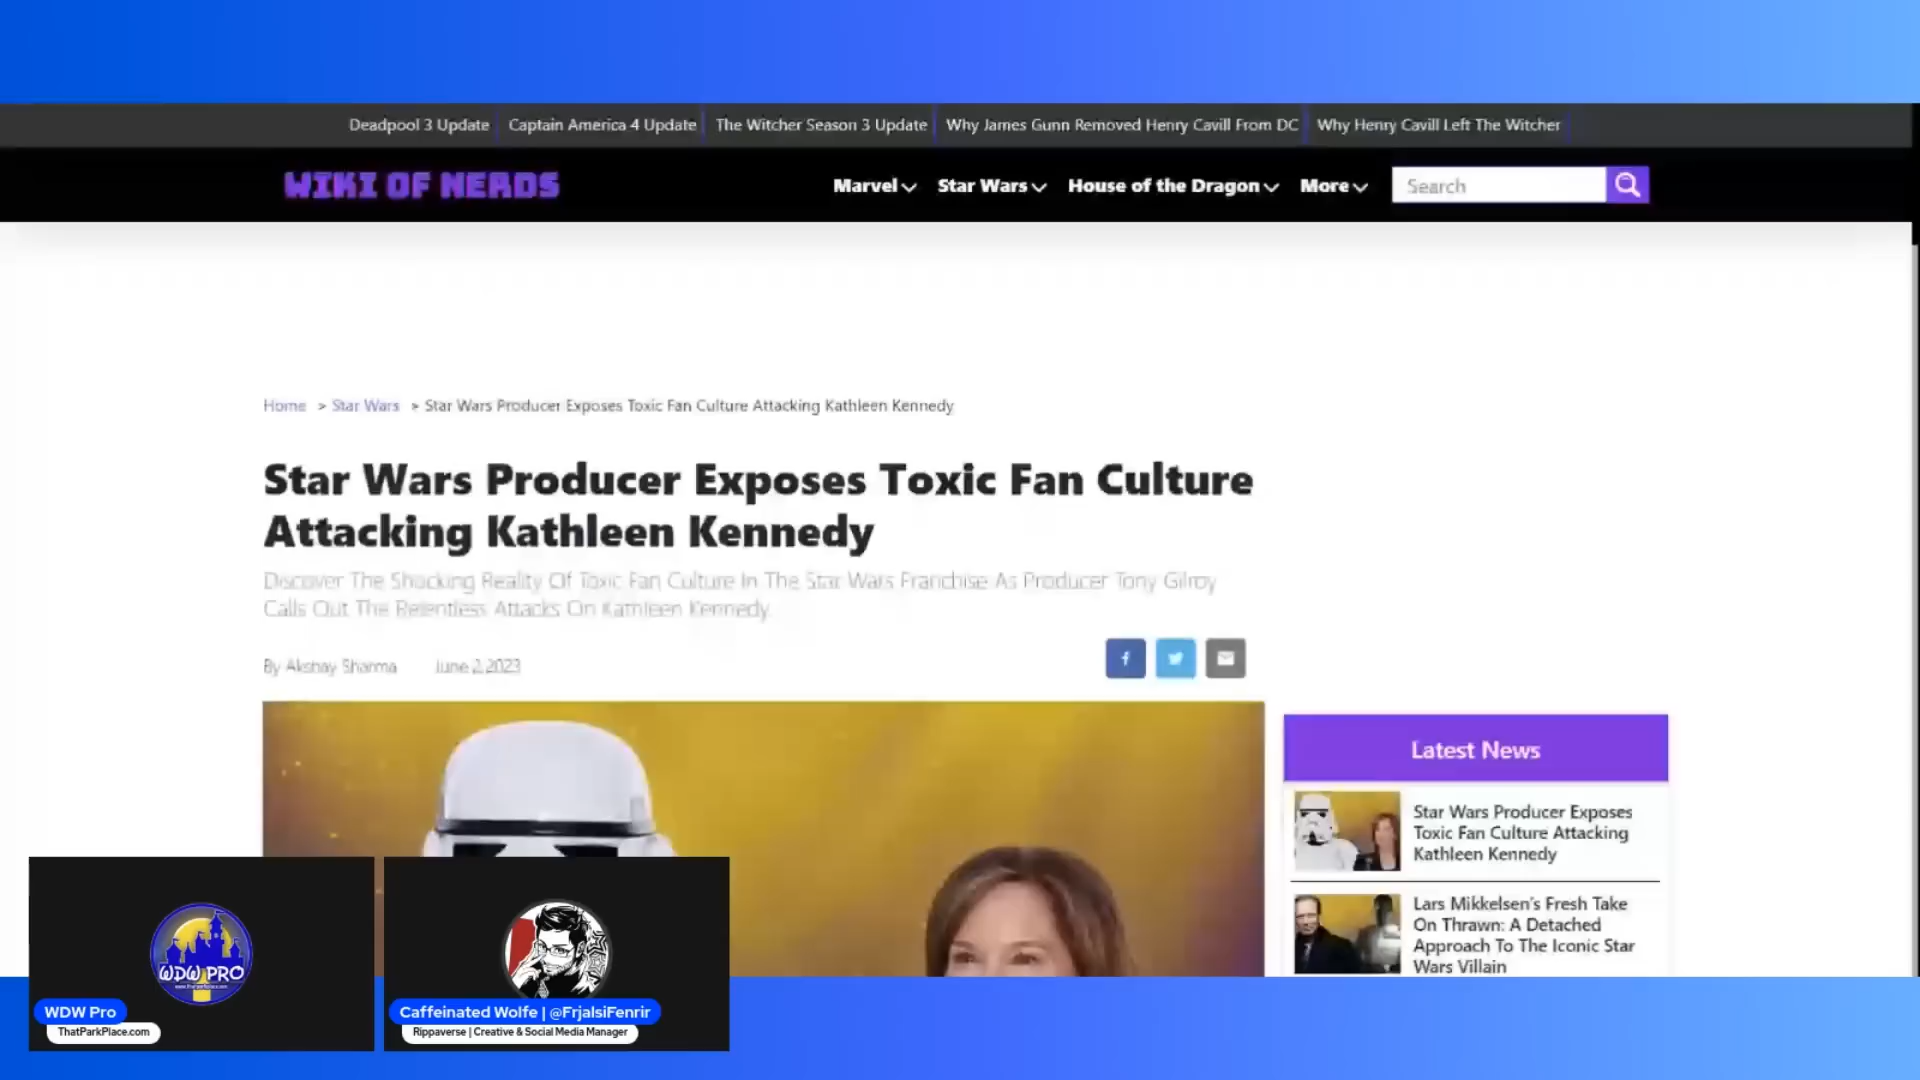 Deadpool 3 Update Captain America 4 Update The Witcher Season 3 Update Why James Gunn Removed Henry Cavill From DC Why Henry Cavill Left The Witcher
WIKI OF NERDS Marvel Star Wars House of the Dragon More Search
Home > Star Wars > Star Wars Producer Exposes Toxic Fan Culture Attacking Kathleen Kennedy
Star Wars Producer Exposes Toxic Fan Culture
Attacking Kathleen Kennedy
Discover The Shocking Reality Of Toxic Fan Culture In The Star Wars Franchise As Producer Tony Gilroy
Calls Out The Relentless Attacks On Kathleen Kennedy.
By Akshay Sharma June 2, 2023
Latest News
Star Wars Producer Exposes
Toxic Fan Culture Attacking
Kathleen Kennedy
Lars Mikkelsen's Fresh Take
On Thrawn: A Detached
Approach To The Iconic Star
Wars Villain
WDW PRO
www.thatparkplace.com
WDW Pro
ThatParkPlace.com
Caffeinated Wolfe | @FrjalsiFenrir
Rippaverse | Creative & Social Media Manager